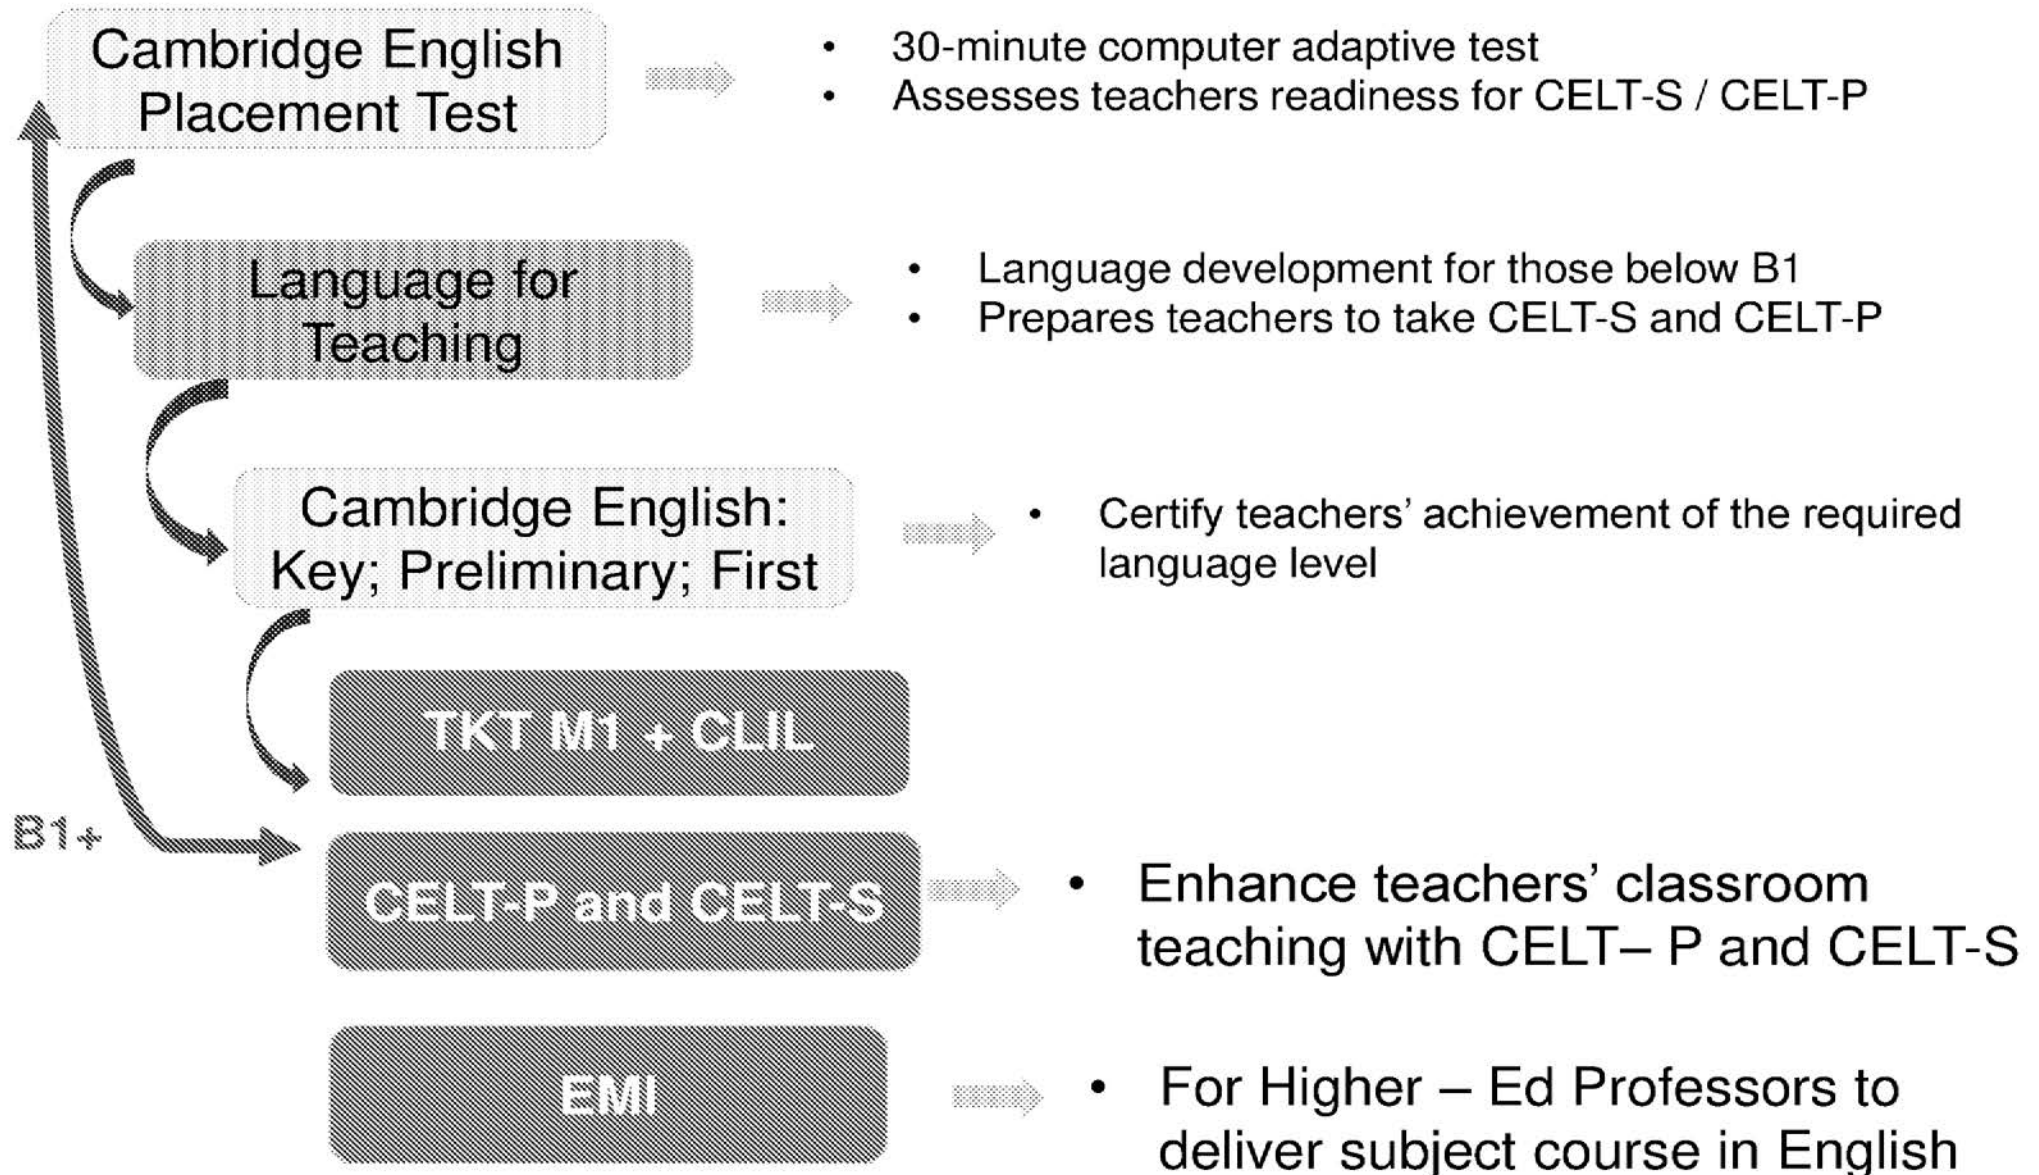 Cambridge English
Placement Test
• 30-minute computer adaptive test
• Assesses teachers readiness for CELT-S / CELT-P
Language for
Teaching
• Language development for those below B1
• Prepares teachers to take CELT-S and CELT-P
Cambridge English:
Key; Preliminary; First
• Certify teachers’ achievement of the required
language level
TKT M1 + CLIL
B1+
CELT-P and CELT-S
• Enhance teachers’ classroom
teaching with CELT– P and CELT-S
EMI
• For Higher – Ed Professors to
deliver subject course in English